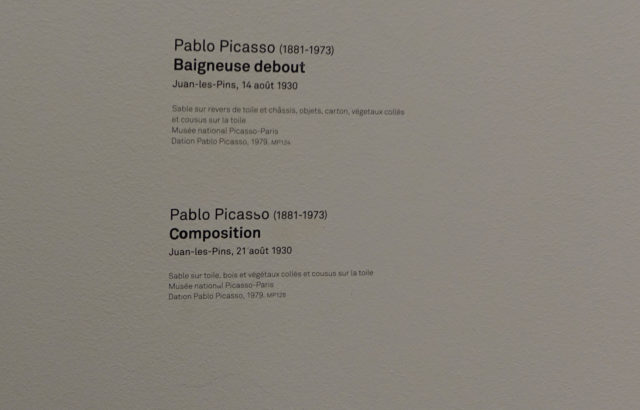 Pablo Picasso (1881-1973)
Baigneuse debout
Juan-les-Pins, 14 août 1930
Sable sur revers de toile et châssis, objets, carton, végétaux collés
et cousus sur la toile
Musée national Picasso-Paris
Dation Pablo Picasso, 1979.
Pablo Picasso (1881-1973)
Composition
Juan-les-Pins, 21 août 1930
Sable sur toile, bois et végétaux collés et cousus sur la toile
Musée national Picasso-Paris
Dation Pablo Picasso, 1979.